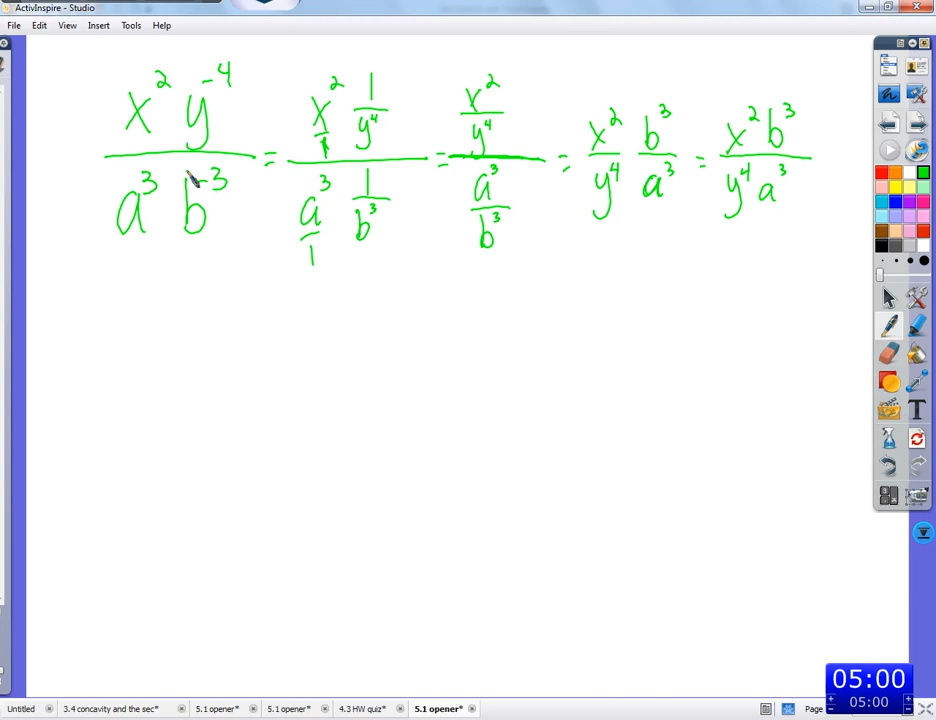 ActivInspire - Studio
File Edit View Insert Tools Help
x² y⁻⁴ / a³ b⁻³ = x²/1 1/y⁴ / a³/1 1/b³ = x²/y⁴ / a³/b³ = x²/y⁴ b³/a³ = x²b³ / y⁴a³
05:00
05:00
Untitled 3.4 concavity and the sec* 5.1 opener* 5.1 opener* 4.3 HW quiz* 5.1 opener* Page